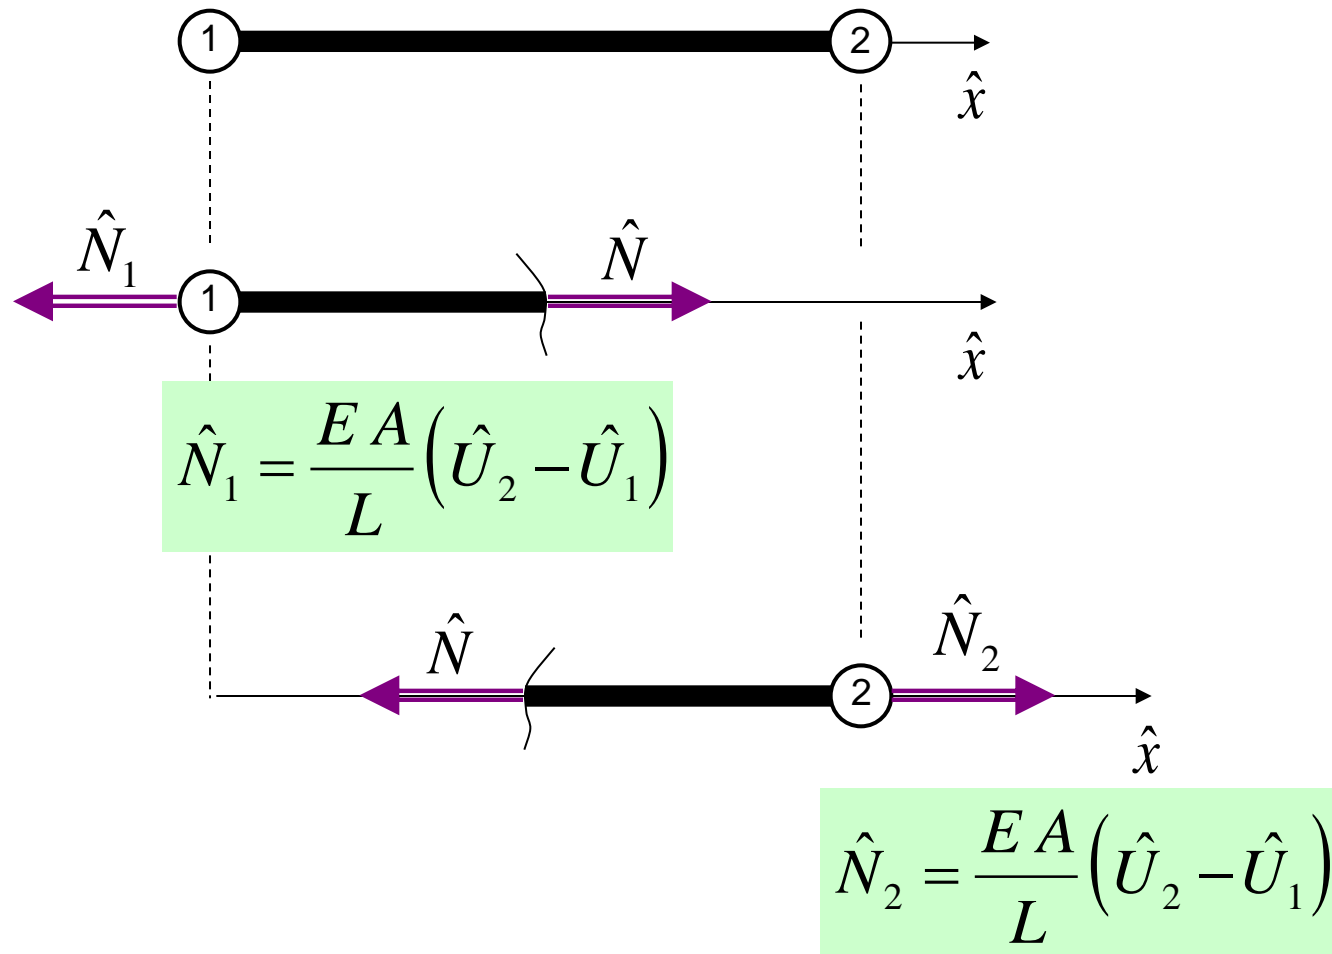 1 2
x̂
N̂₁ N̂
1
x̂
N̂₁ = E A / L (Û₂ − Û₁)
N̂ N̂₂
2
x̂
N̂₂ = E A / L (Û₂ − Û₁)